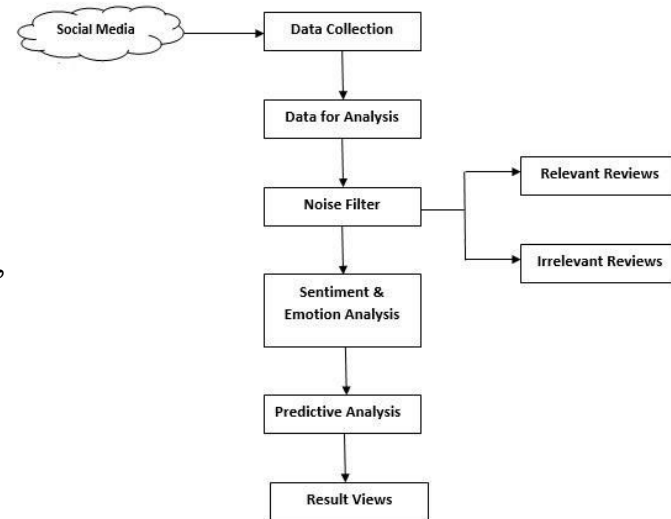 Social Media
Data Collection
Data for Analysis
Noise Filter
Relevant Reviews
Irrelevant Reviews
Sentiment &
Emotion Analysis
Predictive Analysis
Result Views